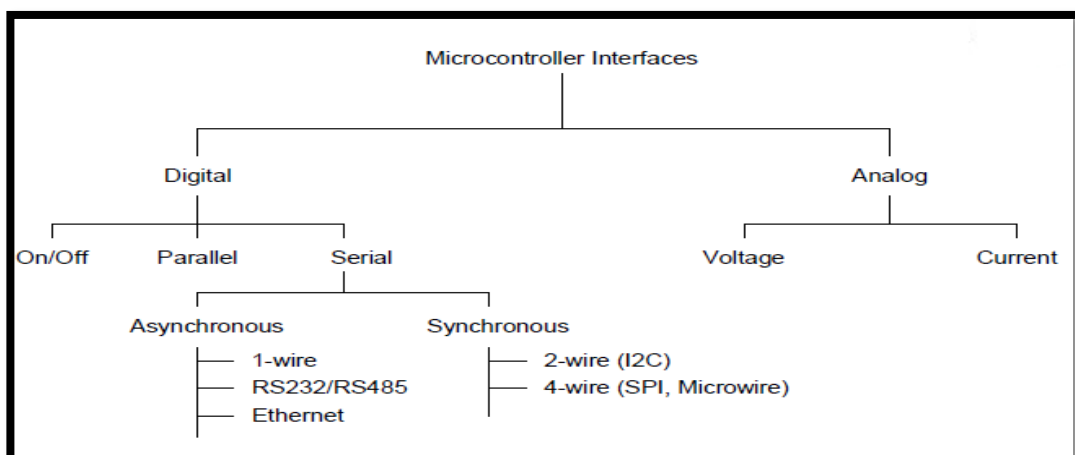 Microcontroller Interfaces
Digital Analog
On/Off Parallel Serial Voltage Current
Asynchronous Synchronous
1-wire 2-wire (I2C)
RS232/RS485 4-wire (SPI, Microwire)
Ethernet